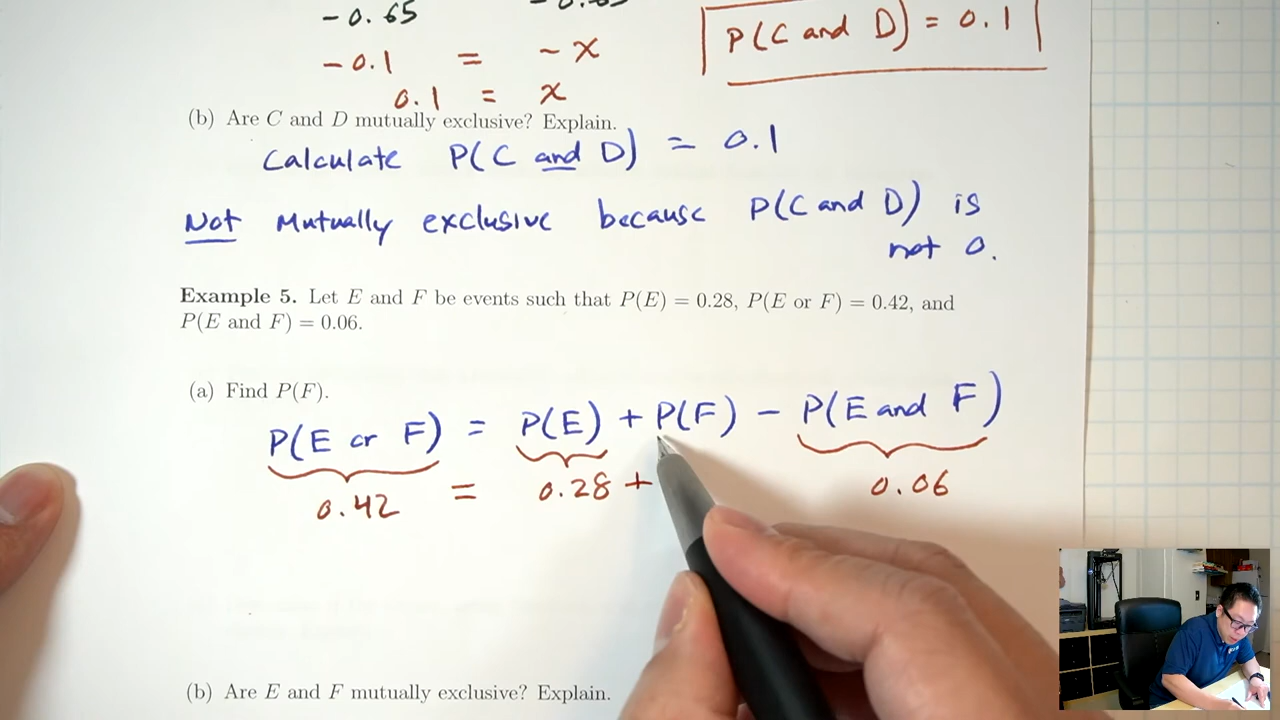 - 0.65
- 0.1 = - x
P(C and D) = 0.1
0.1 = x
(b) Are C and D mutually exclusive? Explain.
Calculate P(C and D) = 0.1
Not Mutually exclusive because P(C and D) is
not 0.
Example 5. Let E and F be events such that P(E) = 0.28, P(E or F) = 0.42, and
P(E and F) = 0.06.
(a) Find P(F).
P(E or F) = P(E) + P(F) - P(E and F)
0.42 = 0.28 + 0.06
(b) Are E and F mutually exclusive? Explain.